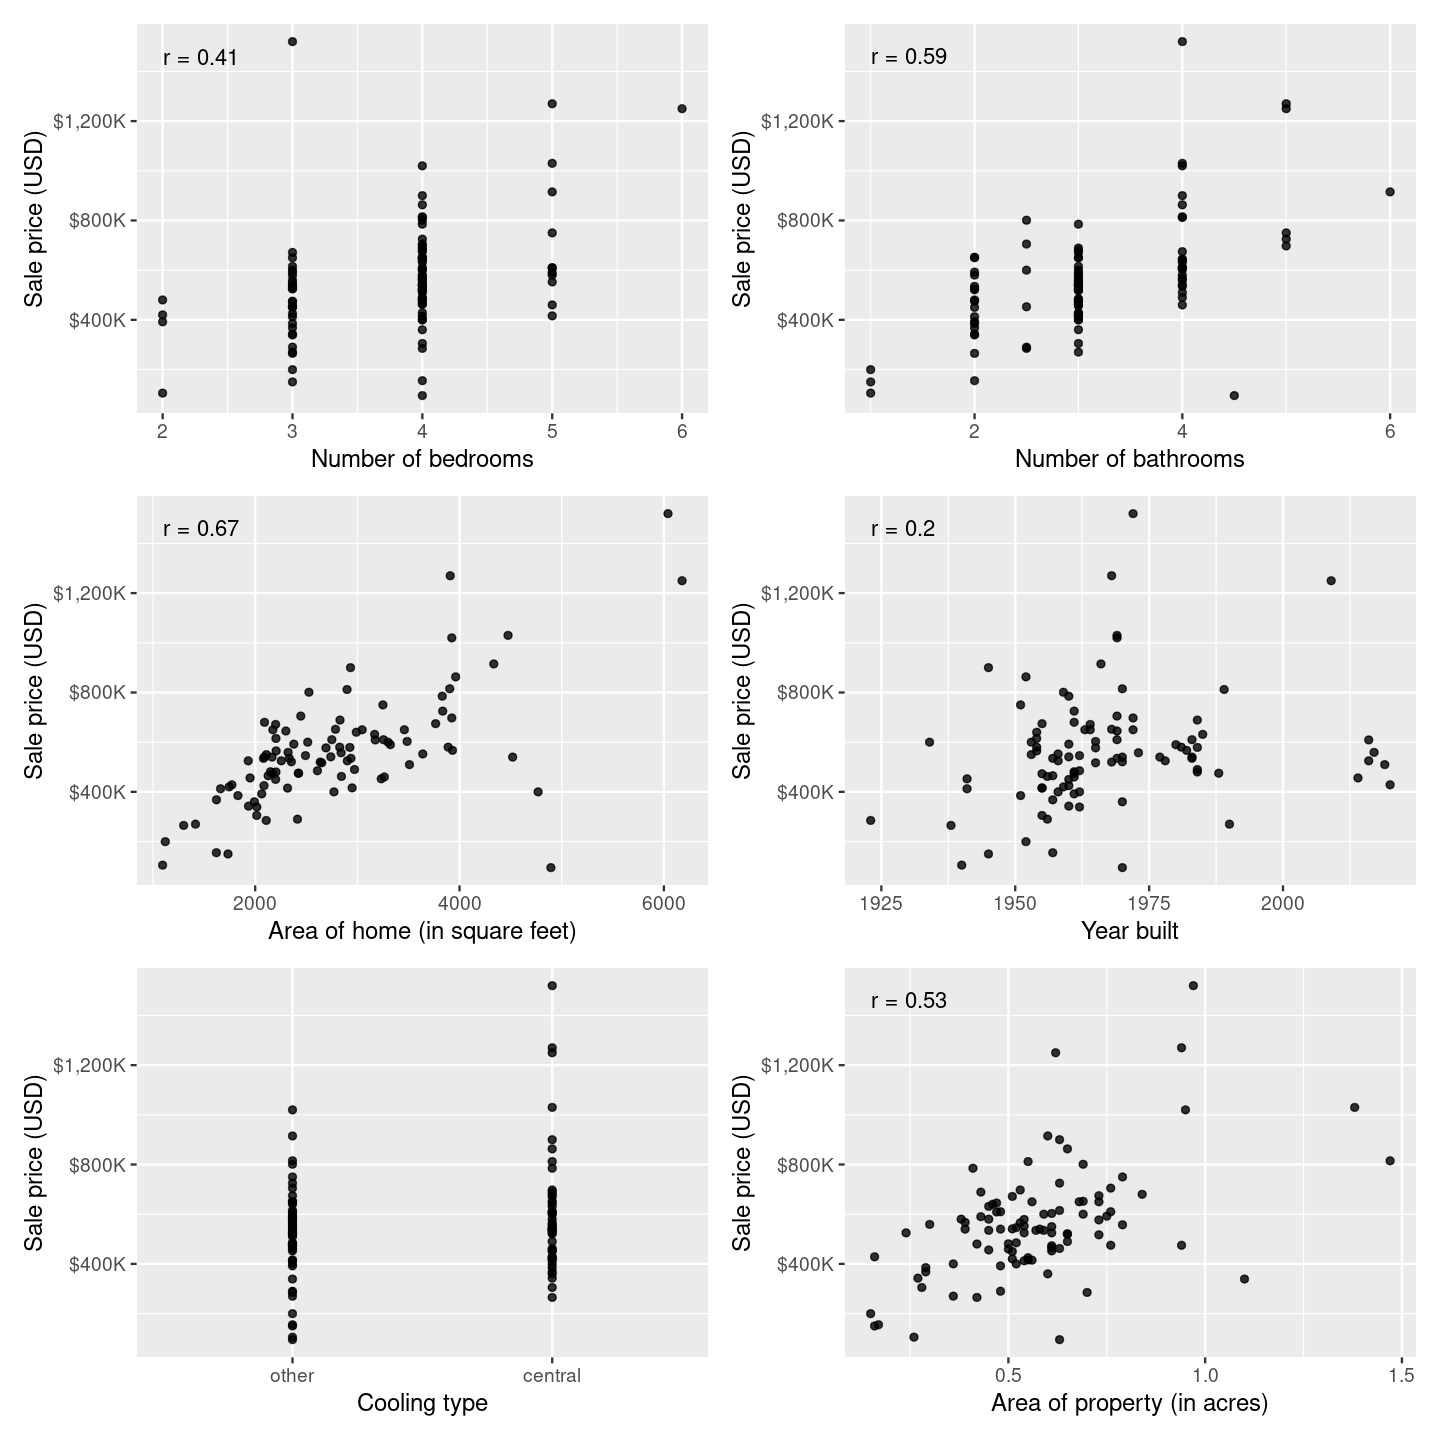 r = 0.41
$1,200K
$800K
$400K
Sale price (USD)
2 3 4 5 6
Number of bedrooms
r = 0.59
$1,200K
$800K
$400K
Sale price (USD)
2 4 6
Number of bathrooms
r = 0.67
$1,200K
$800K
$400K
Sale price (USD)
2000 4000 6000
Area of home (in square feet)
r = 0.2
$1,200K
$800K
$400K
Sale price (USD)
1925 1950 1975 2000
Year built
$1,200K
$800K
$400K
Sale price (USD)
other central
Cooling type
r = 0.53
$1,200K
$800K
$400K
Sale price (USD)
0.5 1.0 1.5
Area of property (in acres)